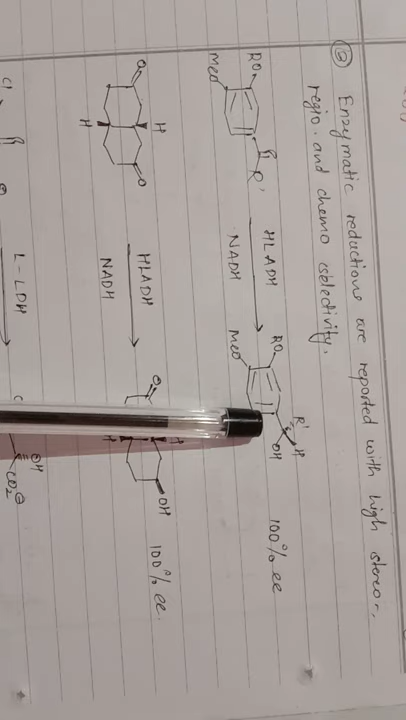 ③ Enzymatic reductions are reported with high stereo-,
regio. and chemo selectivity.
RO
MeO
O
R'
HLADH
NADH
RO
MeO
R'
H
OH
100% ee
O
H
H
O
HLADH
NADH
O
H
H
OH
100% ee.
Cl
L-LDH
OH
CO2⊖